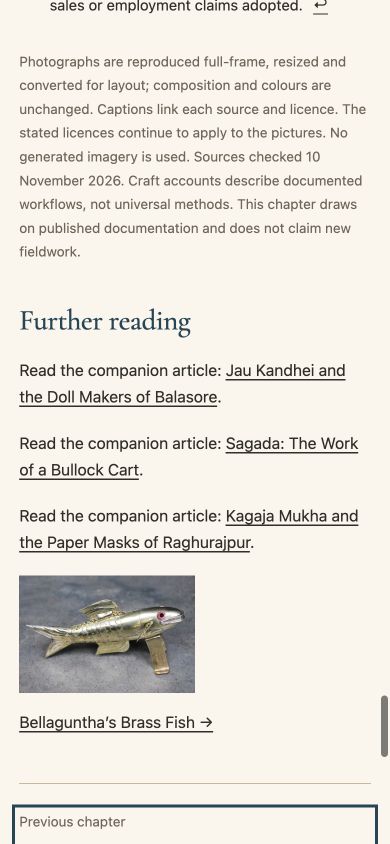 sales or employment claims adopted. ↩
Photographs are reproduced full-frame, resized and
converted for layout; composition and colours are
unchanged. Captions link each source and licence. The
stated licences continue to apply to the pictures. No
generated imagery is used. Sources checked 10
November 2026. Craft accounts describe documented
workflows, not universal methods. This chapter draws
on published documentation and does not claim new
fieldwork.
Further reading
Read the companion article: Jau Kandhei and
the Doll Makers of Balasore.
Read the companion article: Sagada: The Work
of a Bullock Cart.
Read the companion article: Kagaja Mukha and
the Paper Masks of Raghurajpur.
Bellaguntha’s Brass Fish →
Previous chapter